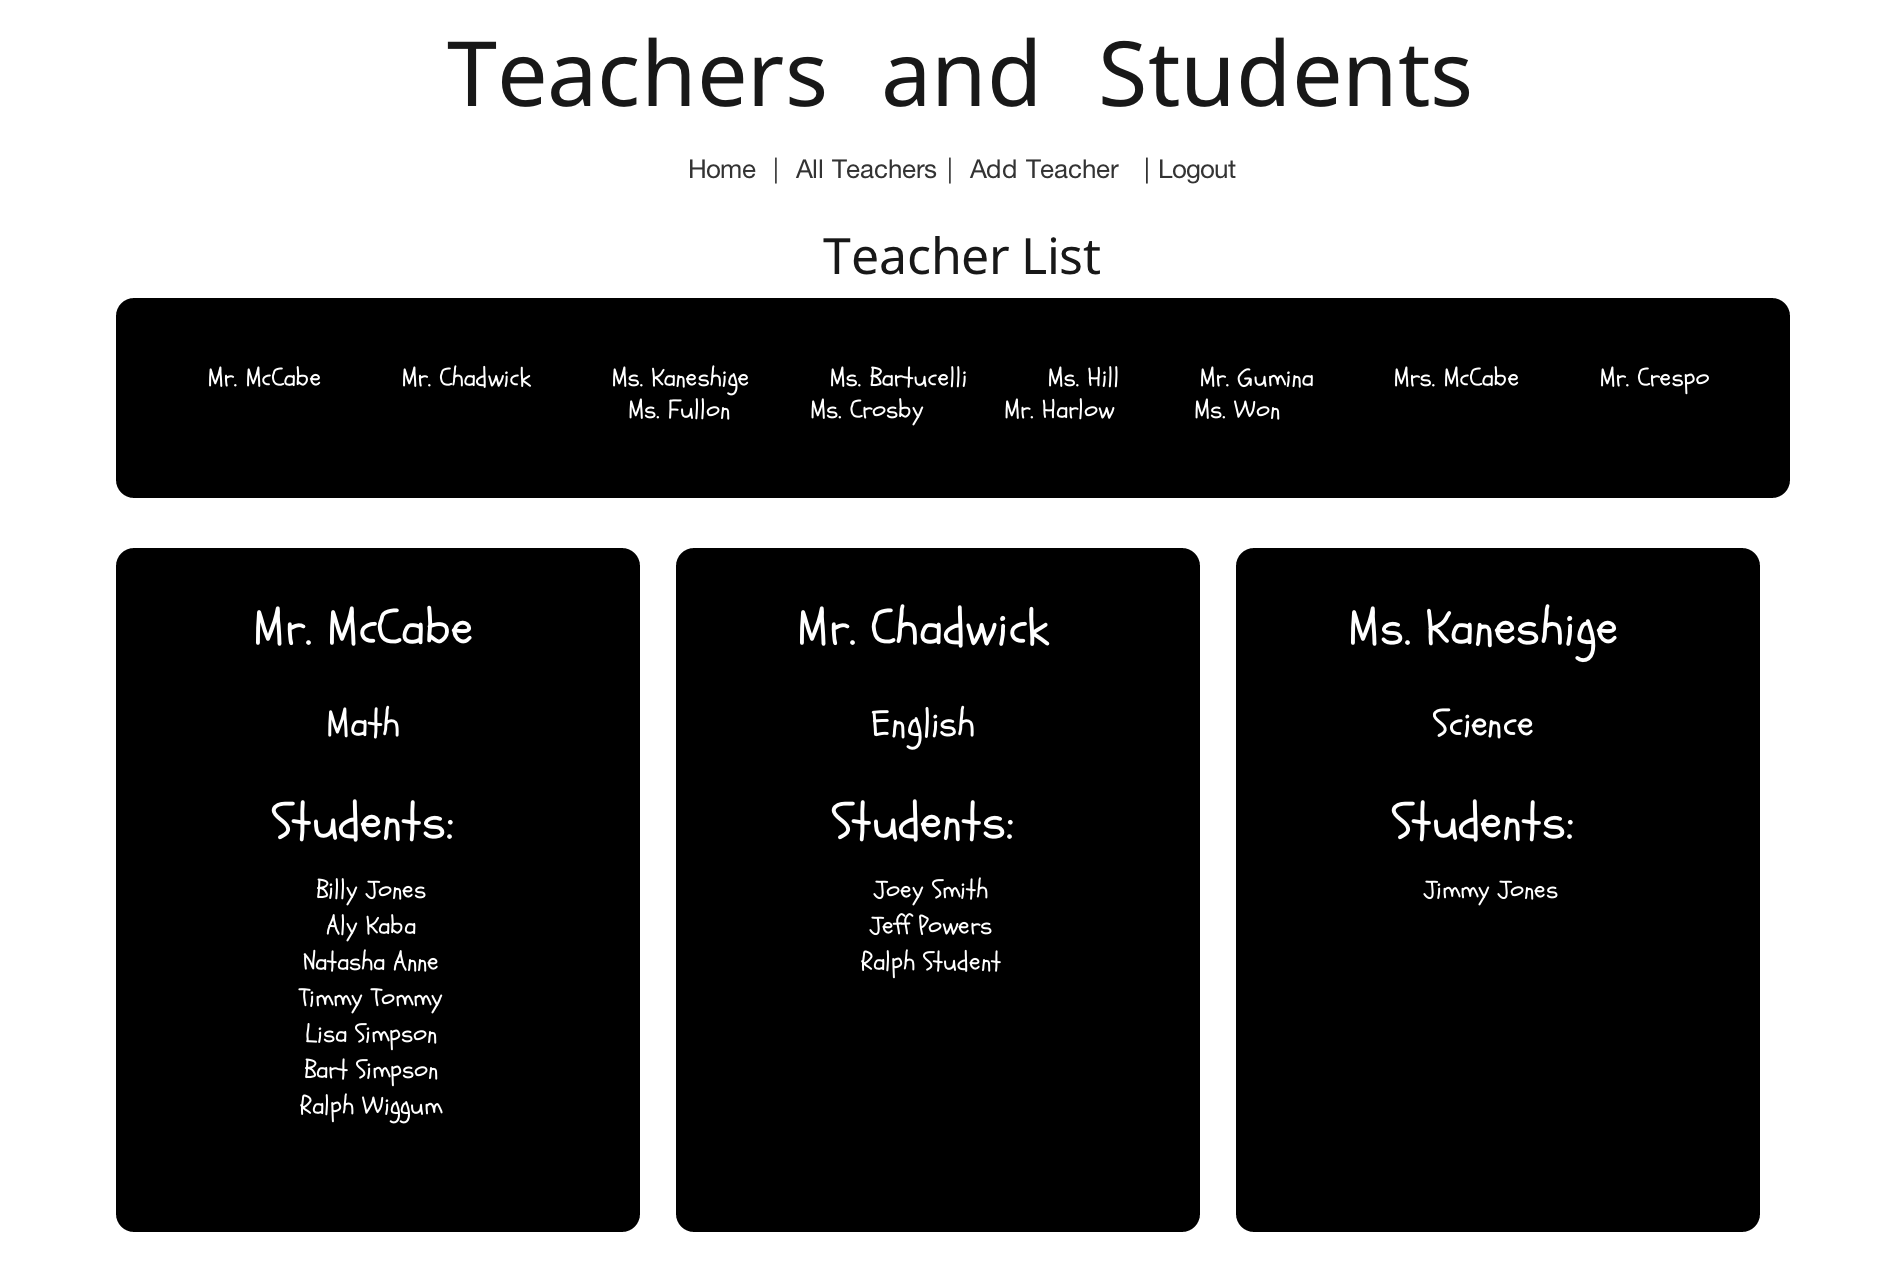 Teachers and Students
Home | All Teachers | Add Teacher | Logout
Teacher List
Mr. McCabe Mr. Chadwick Ms. Kaneshige Ms. Bartucelli Ms. Hill Mr. Gumina Mrs. McCabe Mr. Crespo
Ms. Fullon Ms. Crosby Mr. Harlow Ms. Won
Mr. McCabe
Math
Students:
Billy Jones
Aly Kaba
Natasha Anne
Timmy Tommy
Lisa Simpson
Bart Simpson
Ralph Wiggum
Mr. Chadwick
English
Students:
Joey Smith
Jeff Powers
Ralph Student
Ms. Kaneshige
Science
Students:
Jimmy Jones